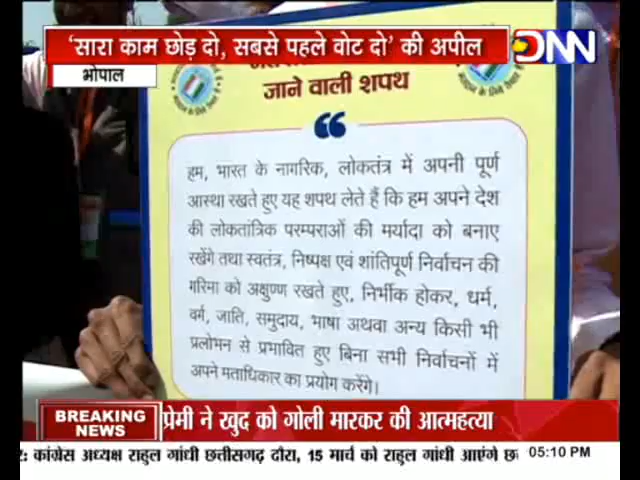 'सारा काम छोड़ दो, सबसे पहले वोट दो' की अपील
DNN
भोपाल
जाने वाली शपथ
हम, भारत के नागरिक, लोकतंत्र में अपनी पूर्ण
आस्था रखते हुए यह शपथ लेते हैं कि हम अपने देश
की लोकतांत्रिक परम्पराओं की मर्यादा को बनाए
रखेंगे तथा स्वतंत्र, निष्पक्ष एवं शांतिपूर्ण निर्वाचन की
गरिमा को अक्षुण्ण रखते हुए, निर्भीक होकर, धर्म,
वर्ग, जाति, समुदाय, भाषा अथवा अन्य किसी भी
प्रलोभन से प्रभावित हुए बिना सभी निर्वाचनों में
अपने मताधिकार का प्रयोग करेंगे।
BREAKING NEWS
प्रेमी ने खुद को गोली मारकर की आत्महत्या
कांग्रेस अध्यक्ष राहुल गांधी छत्तीसगढ़ दौरा, 15 मार्च को राहुल गांधी आएंगे
05:10 PM